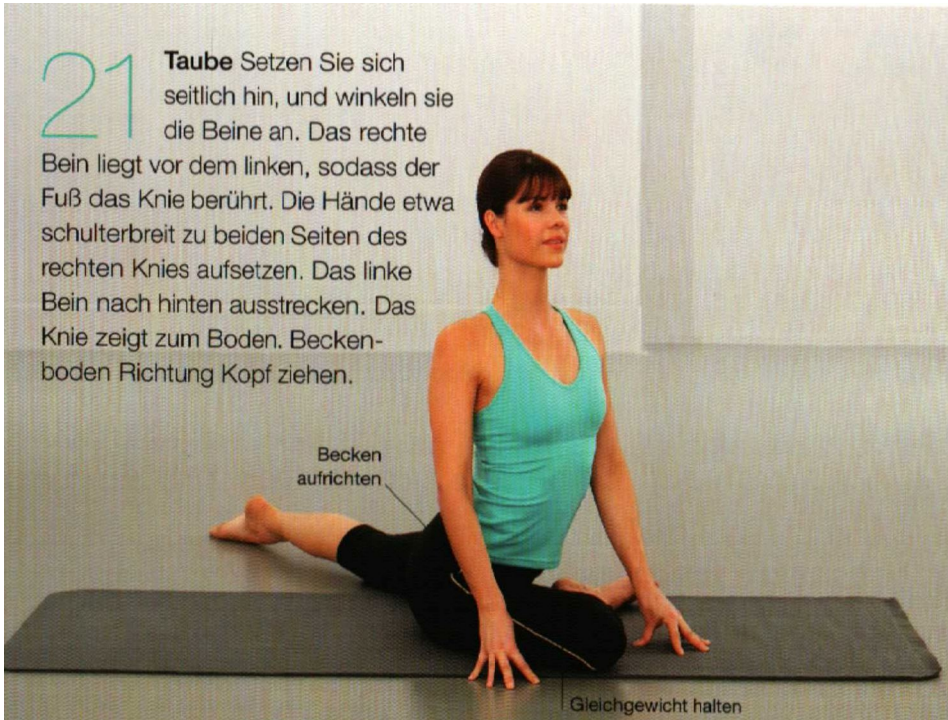 21 Taube Setzen Sie sich
seitlich hin, und winkeln sie
die Beine an. Das rechte
Bein liegt vor dem linken, sodass der
Fuß das Knie berührt. Die Hände etwa
schulterbreit zu beiden Seiten des
rechten Knies aufsetzen. Das linke
Bein nach hinten ausstrecken. Das
Knie zeigt zum Boden. Becken-
boden Richtung Kopf ziehen.
Becken
aufrichten
Gleichgewicht halten